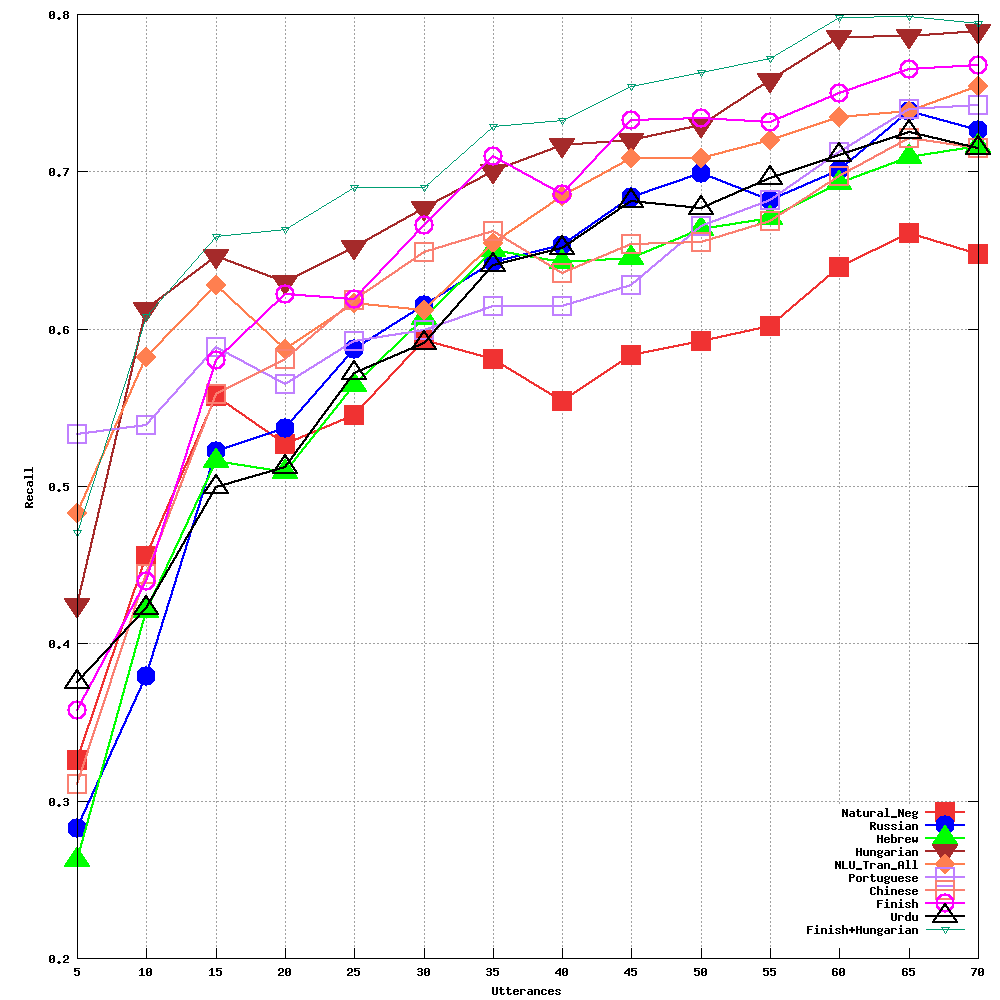 0.8
0.7
0.6
0.5
0.4
0.3
0.2
Recall
Natural_Neg
Russian
Hebrew
Hungarian
NLU_Tran_All
Portuguese
Chinese
Finish
Urdu
Finish+Hungarian
5 10 15 20 25 30 35 40 45 50 55 60 65 70
Utterances